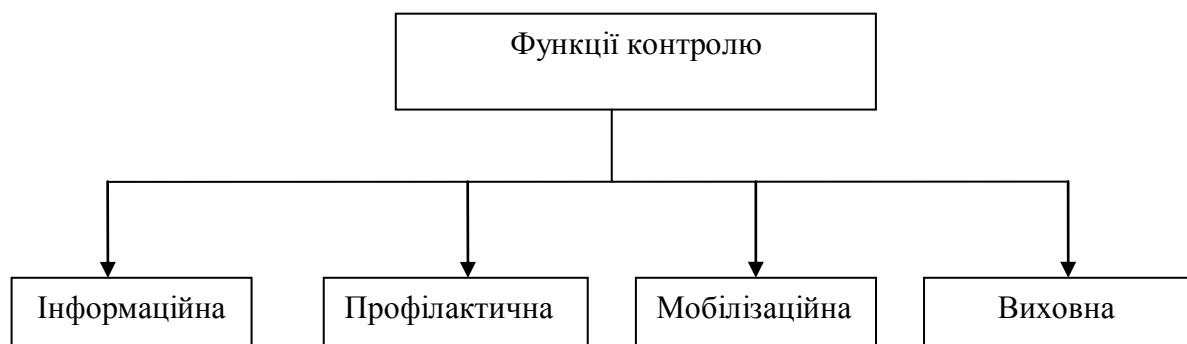 Функції контролю
Інформаційна
Профілактична
Мобілізаційна
Виховна